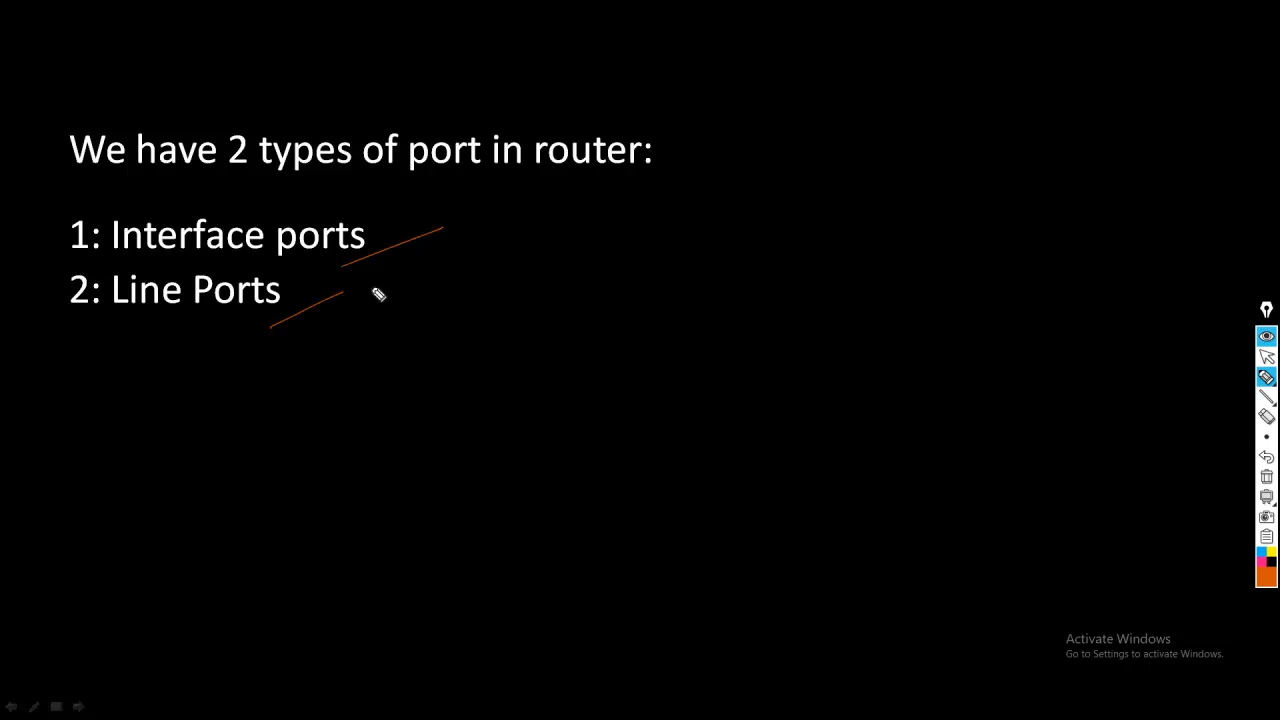 We have 2 types of port in router:
1: Interface ports
2: Line Ports
Activate Windows
Go to Settings to activate Windows.